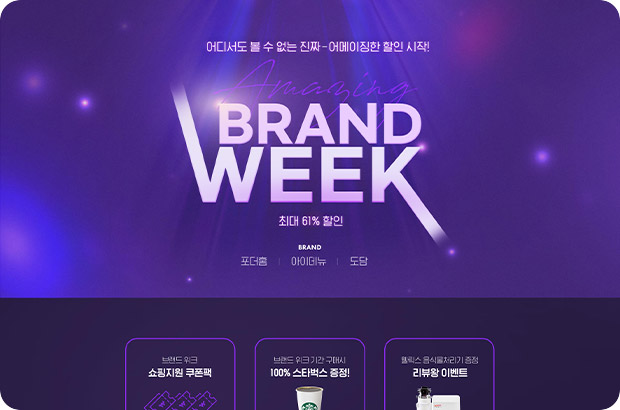 어디서도 볼 수 없는 진짜 - 어메이징한 할인 시작!
Amazing
BRAND
WEEK
최대 61% 할인
BRAND
포더홈 | 아이데뉴 | 도담
브랜드 위크
쇼핑지원 쿠폰팩
브랜드 위크 기간 구매시
100% 스타벅스 증정!
웰릭스 음식물처리기 증정
리뷰왕 이벤트